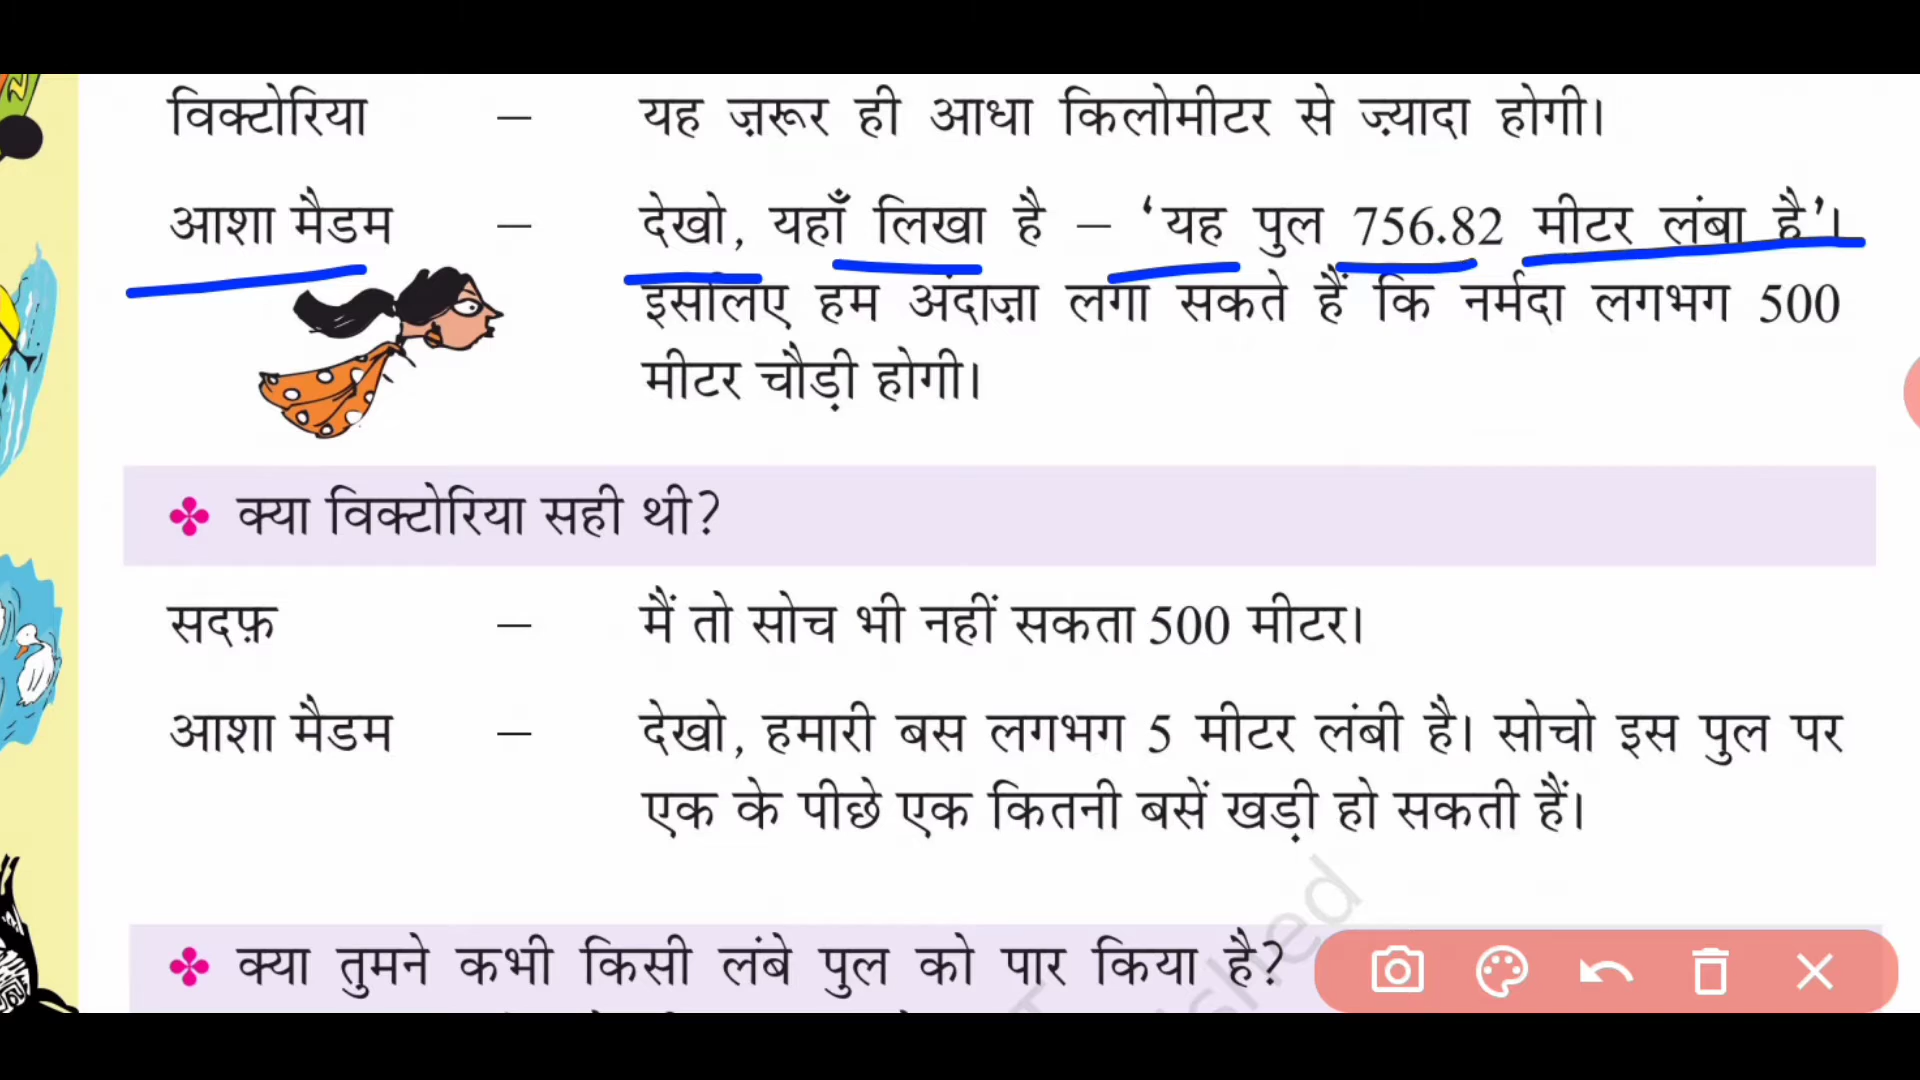 विक्टोरिया – यह ज़रूर ही आधा किलोमीटर से ज़्यादा होगी।
आशा मैडम – देखो, यहाँ लिखा है – ‘यह पुल 756.82 मीटर लंबा है’।
इसलिए हम अंदाज़ा लगा सकते हैं कि नर्मदा लगभग 500
मीटर चौड़ी होगी।
क्या विक्टोरिया सही थी?
सदफ़ – मैं तो सोच भी नहीं सकता 500 मीटर।
आशा मैडम – देखो, हमारी बस लगभग 5 मीटर लंबी है। सोचो इस पुल पर
एक के पीछे एक कितनी बसें खड़ी हो सकती हैं।
क्या तुमने कभी किसी लंबे पुल को पार किया है?